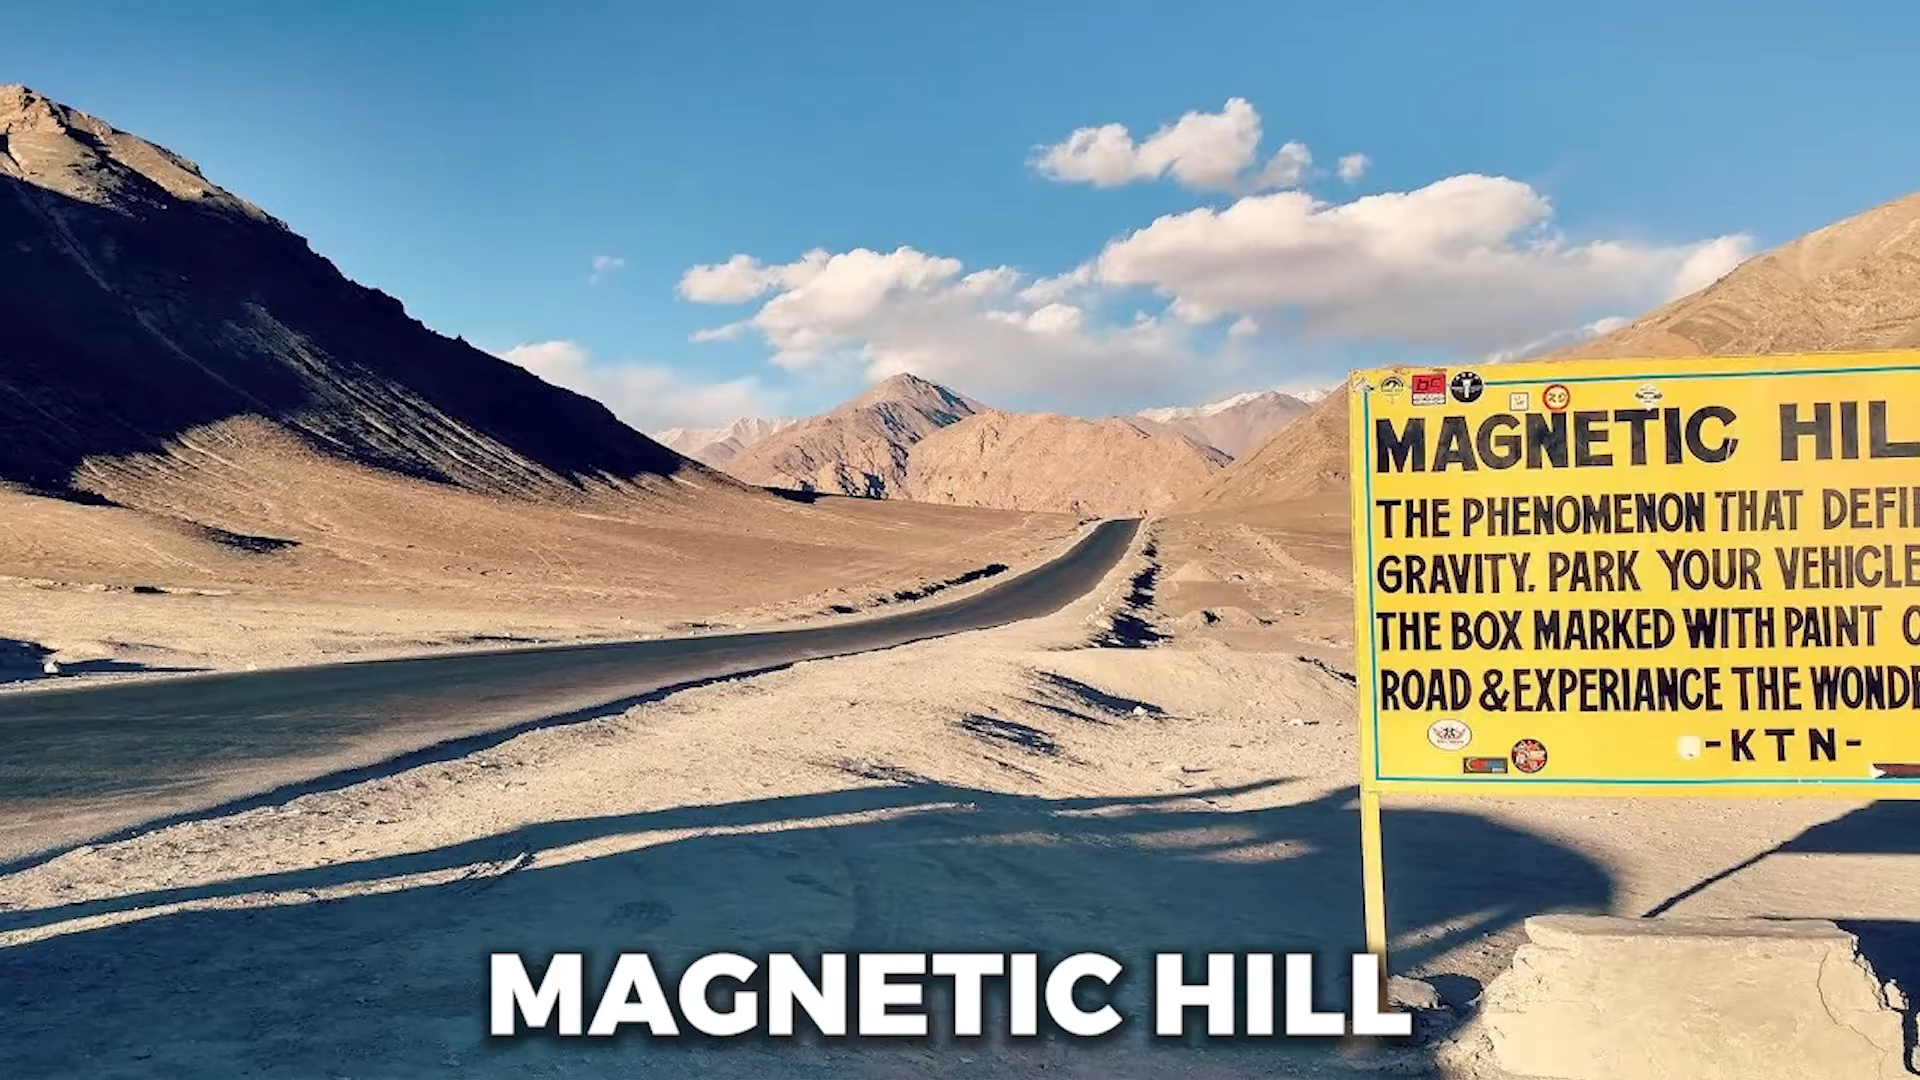 MAGNETIC HIL
THE PHENOMENON THAT DEFI
GRAVITY. PARK YOUR VEHICLE
THE BOX MARKED WITH PAINT O
ROAD & EXPERIANCE THE WONDE
-KTN-
MAGNETIC HILL